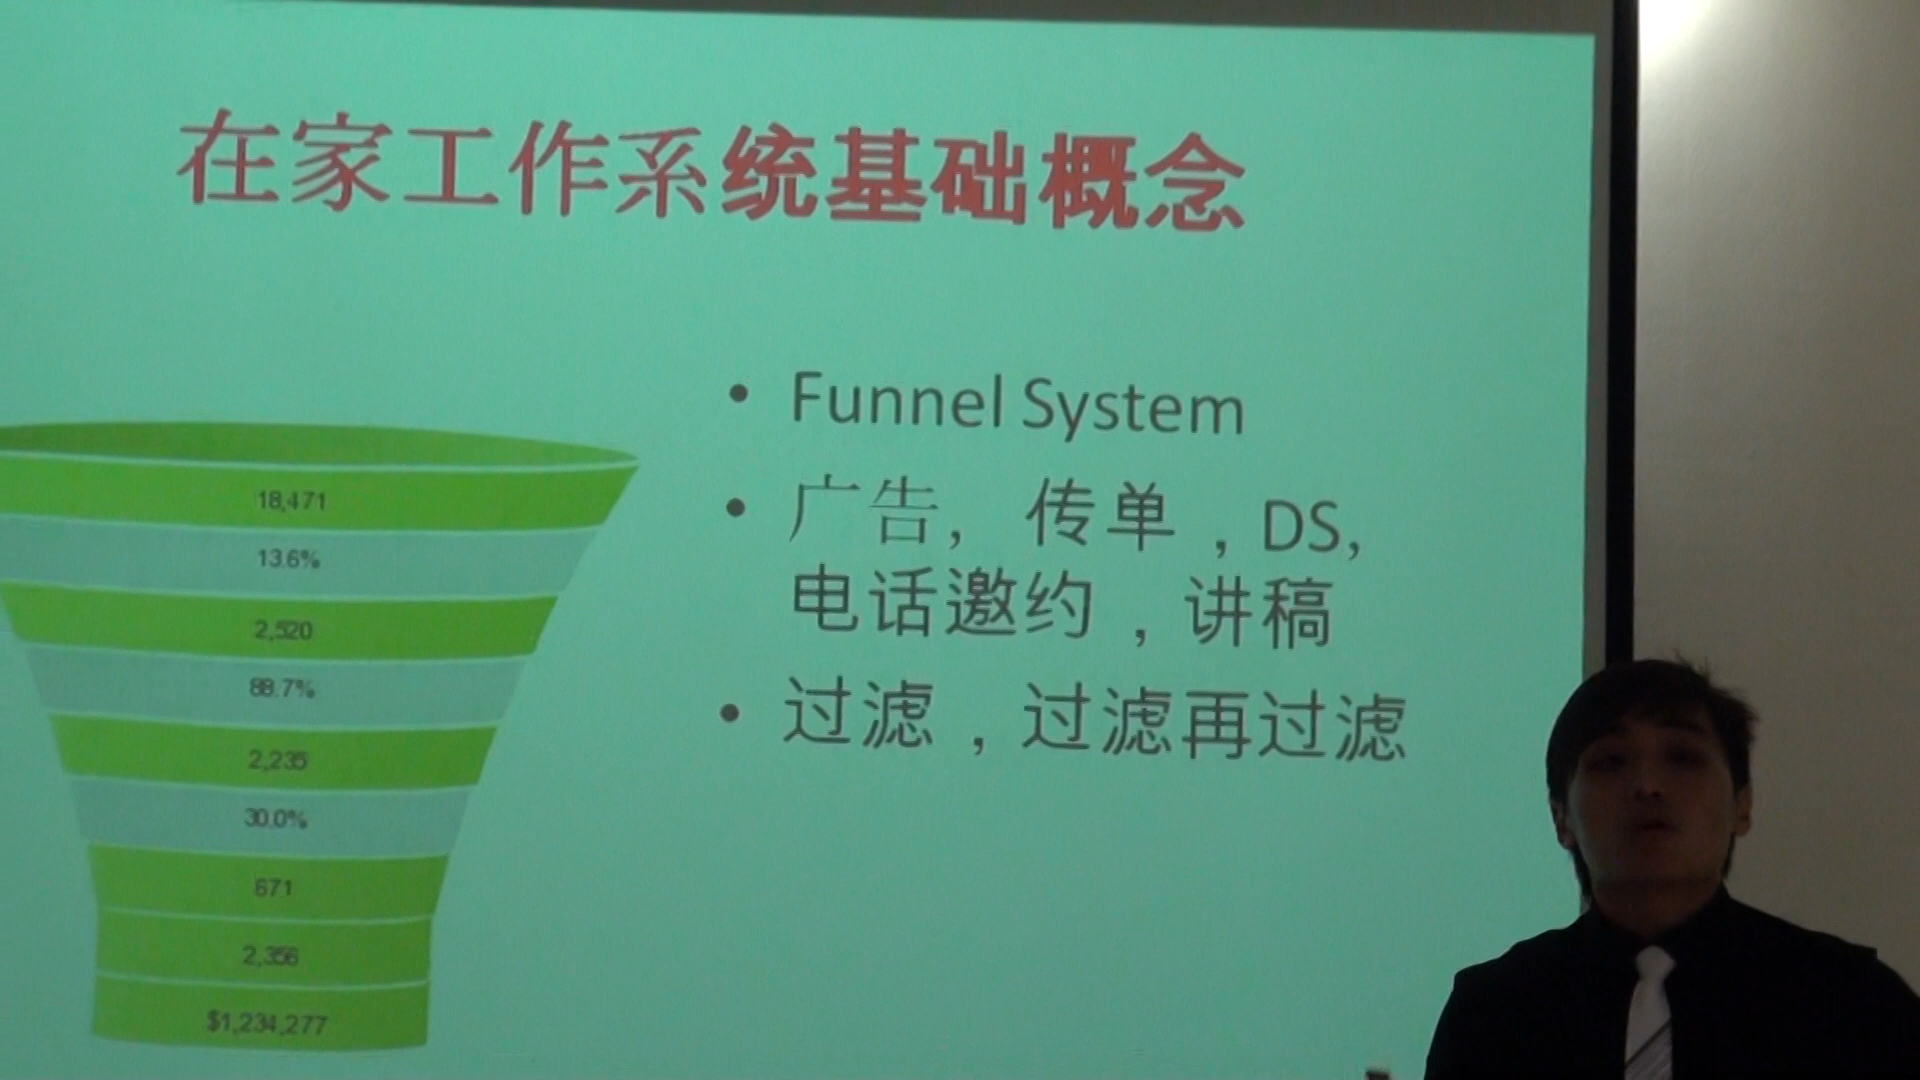 在家工作系统基础概念
18,471
13.6%
2,520
88.7%
2,235
30.0%
671
2,356
$1,234,277
• Funnel System
• 广告， 传单，DS,
电话邀约，讲稿
• 过滤，过滤再过滤